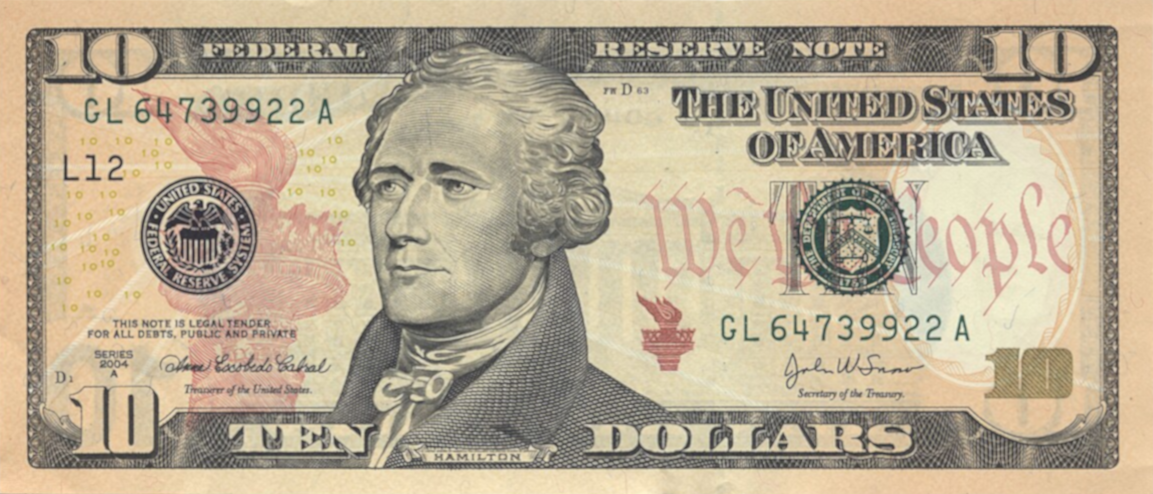 10 FEDERAL RESERVE NOTE 10
FW D 63
GL 64739922 A
THE UNITED STATES
OF AMERICA
L12
UNITED STATES
FEDERAL RESERVE SYSTEM
We the People
TEN
THE DEPARTMENT OF THE TREASURY
1789
THIS NOTE IS LEGAL TENDER
FOR ALL DEBTS, PUBLIC AND PRIVATE
GL 64739922 A
SERIES
2004
A
Anna Escobedo Cabral
Treasurer of the United States.
John W Snow
Secretary of the Treasury.
D1
10
10
TEN DOLLARS
HAMILTON